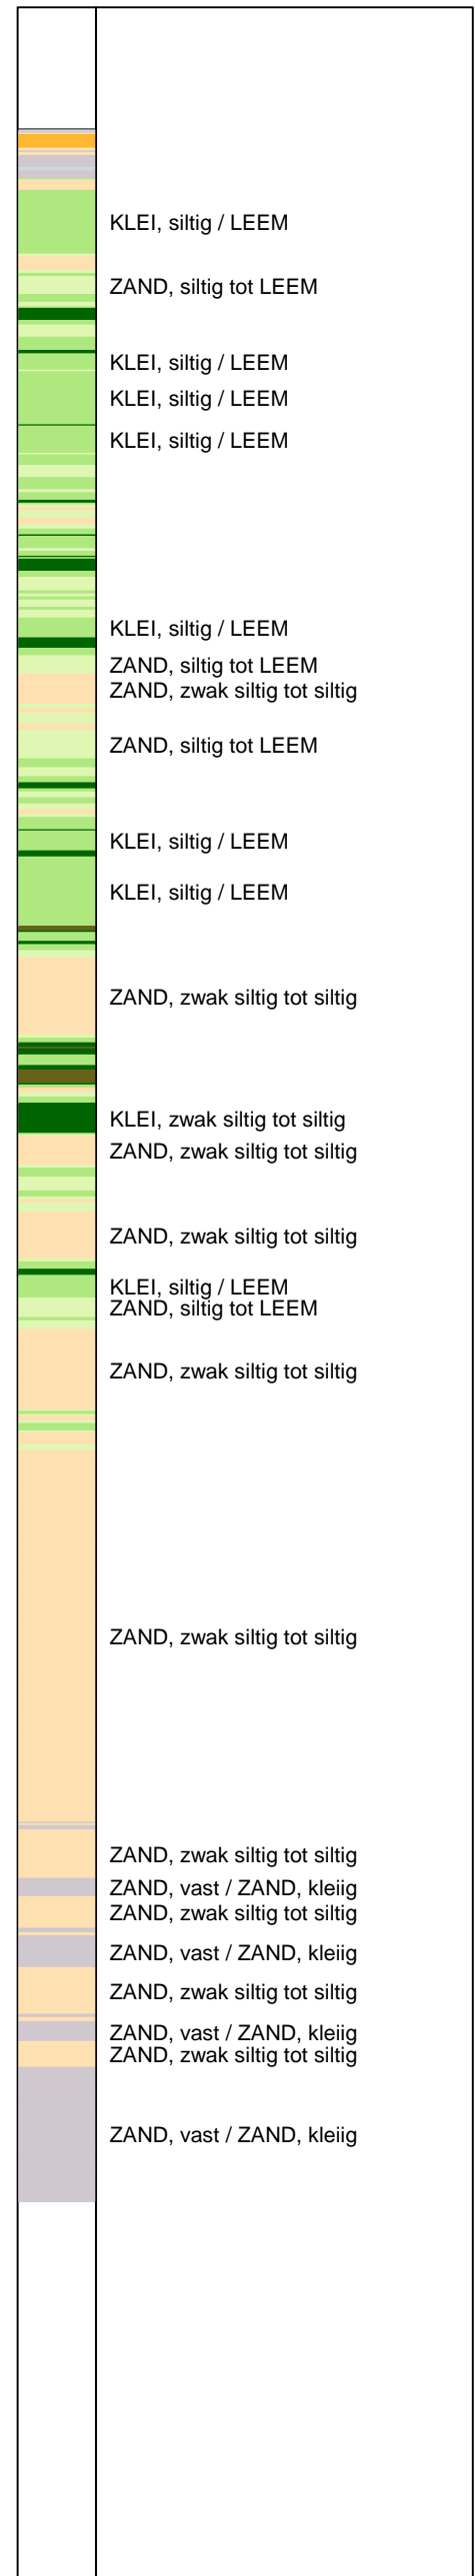 KLEI, siltig / LEEM
ZAND, siltig tot LEEM
KLEI, siltig / LEEM
KLEI, siltig / LEEM
KLEI, siltig / LEEM
KLEI, siltig / LEEM
ZAND, siltig tot LEEM
ZAND, zwak siltig tot siltig
ZAND, siltig tot LEEM
KLEI, siltig / LEEM
KLEI, siltig / LEEM
ZAND, zwak siltig tot siltig
KLEI, zwak siltig tot siltig
ZAND, zwak siltig tot siltig
ZAND, zwak siltig tot siltig
KLEI, siltig / LEEM
ZAND, siltig tot LEEM
ZAND, zwak siltig tot siltig
ZAND, zwak siltig tot siltig
ZAND, zwak siltig tot siltig
ZAND, vast / ZAND, kleiig
ZAND, zwak siltig tot siltig
ZAND, vast / ZAND, kleiig
ZAND, zwak siltig tot siltig
ZAND, vast / ZAND, kleiig
ZAND, zwak siltig tot siltig
ZAND, vast / ZAND, kleiig